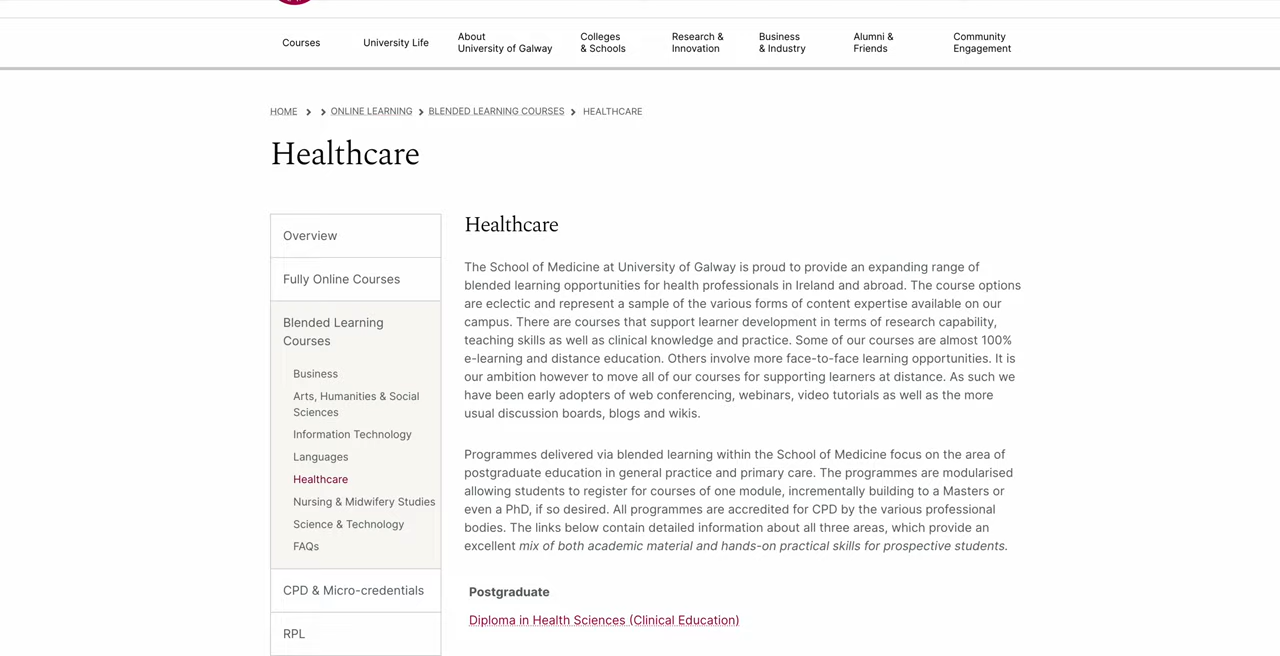 Courses
University Life
About
University of Galway
Colleges
& Schools
Research &
Innovation
Business
& Industry
Alumni &
Friends
Community
Engagement
HOME > > ONLINE LEARNING > BLENDED LEARNING COURSES > HEALTHCARE
Healthcare
Overview
Fully Online Courses
Blended Learning
Courses
Business
Arts, Humanities & Social
Sciences
Information Technology
Languages
Healthcare
Nursing & Midwifery Studies
Science & Technology
FAQs
CPD & Micro-credentials
RPL
Healthcare
The School of Medicine at University of Galway is proud to provide an expanding range of
blended learning opportunities for health professionals in Ireland and abroad. The course options
are eclectic and represent a sample of the various forms of content expertise available on our
campus. There are courses that support learner development in terms of research capability,
teaching skills as well as clinical knowledge and practice. Some of our courses are almost 100%
e-learning and distance education. Others involve more face-to-face learning opportunities. It is
our ambition however to move all of our courses for supporting learners at distance. As such we
have been early adopters of web conferencing, webinars, video tutorials as well as the more
usual discussion boards, blogs and wikis.
Programmes delivered via blended learning within the School of Medicine focus on the area of
postgraduate education in general practice and primary care. The programmes are modularised
allowing students to register for courses of one module, incrementally building to a Masters or
even a PhD, if so desired. All programmes are accredited for CPD by the various professional
bodies. The links below contain detailed information about all three areas, which provide an
excellent mix of both academic material and hands-on practical skills for prospective students.
Postgraduate
Diploma in Health Sciences (Clinical Education)